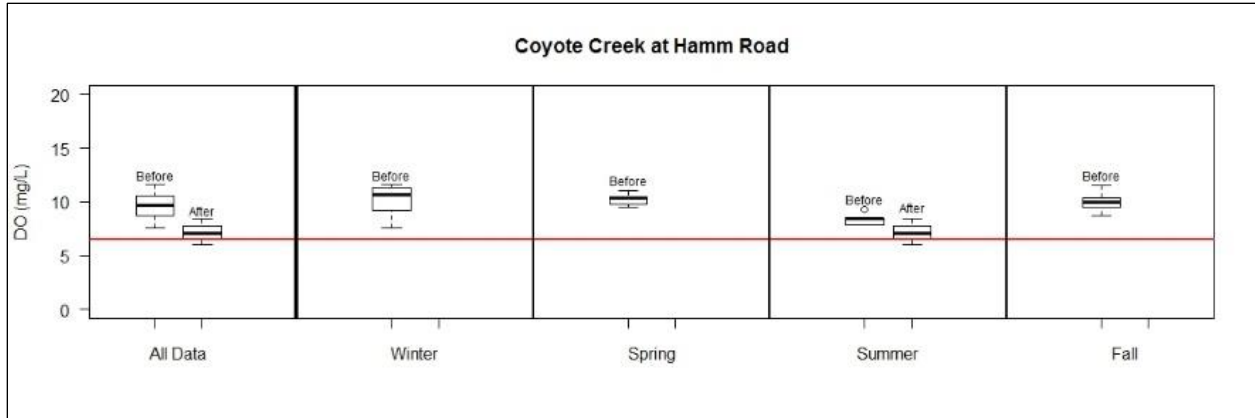 Coyote Creek at Hamm Road
DO (mg/L)
20
15
10
5
0
Before
After
Before
Before
Before
After
Before
All Data
Winter
Spring
Summer
Fall